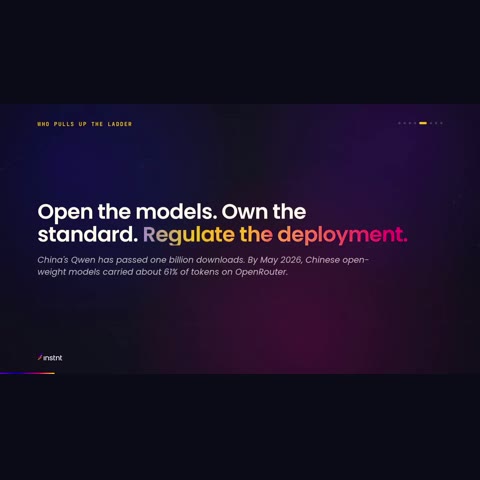 WHO PULLS UP THE LADDER
Open the models. Own the
standard. Regulate the deployment.
China's Qwen has passed one billion downloads. By May 2026, Chinese open-
weight models carried about 61% of tokens on OpenRouter.
instnt